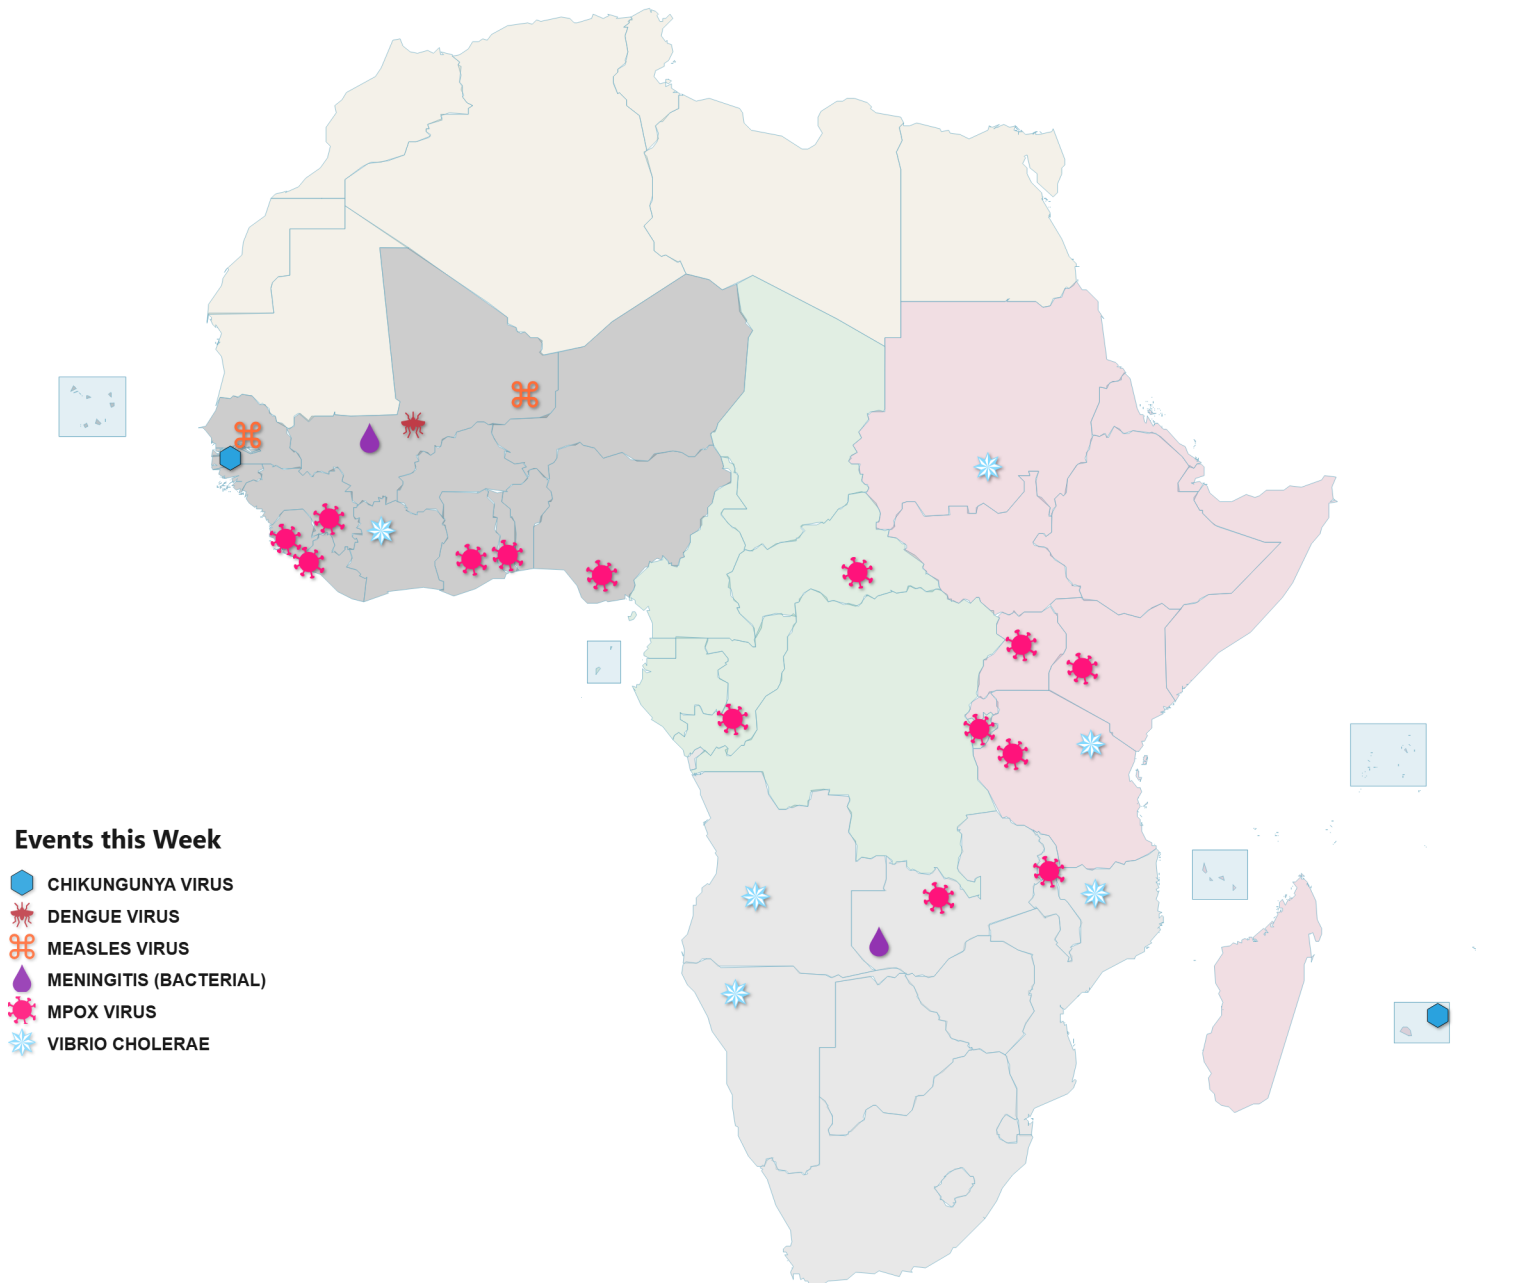 Events this Week
CHIKUNGUNYA VIRUS
DENGUE VIRUS
MEASLES VIRUS
MENINGITIS (BACTERIAL)
MPOX VIRUS
VIBRIO CHOLERAE